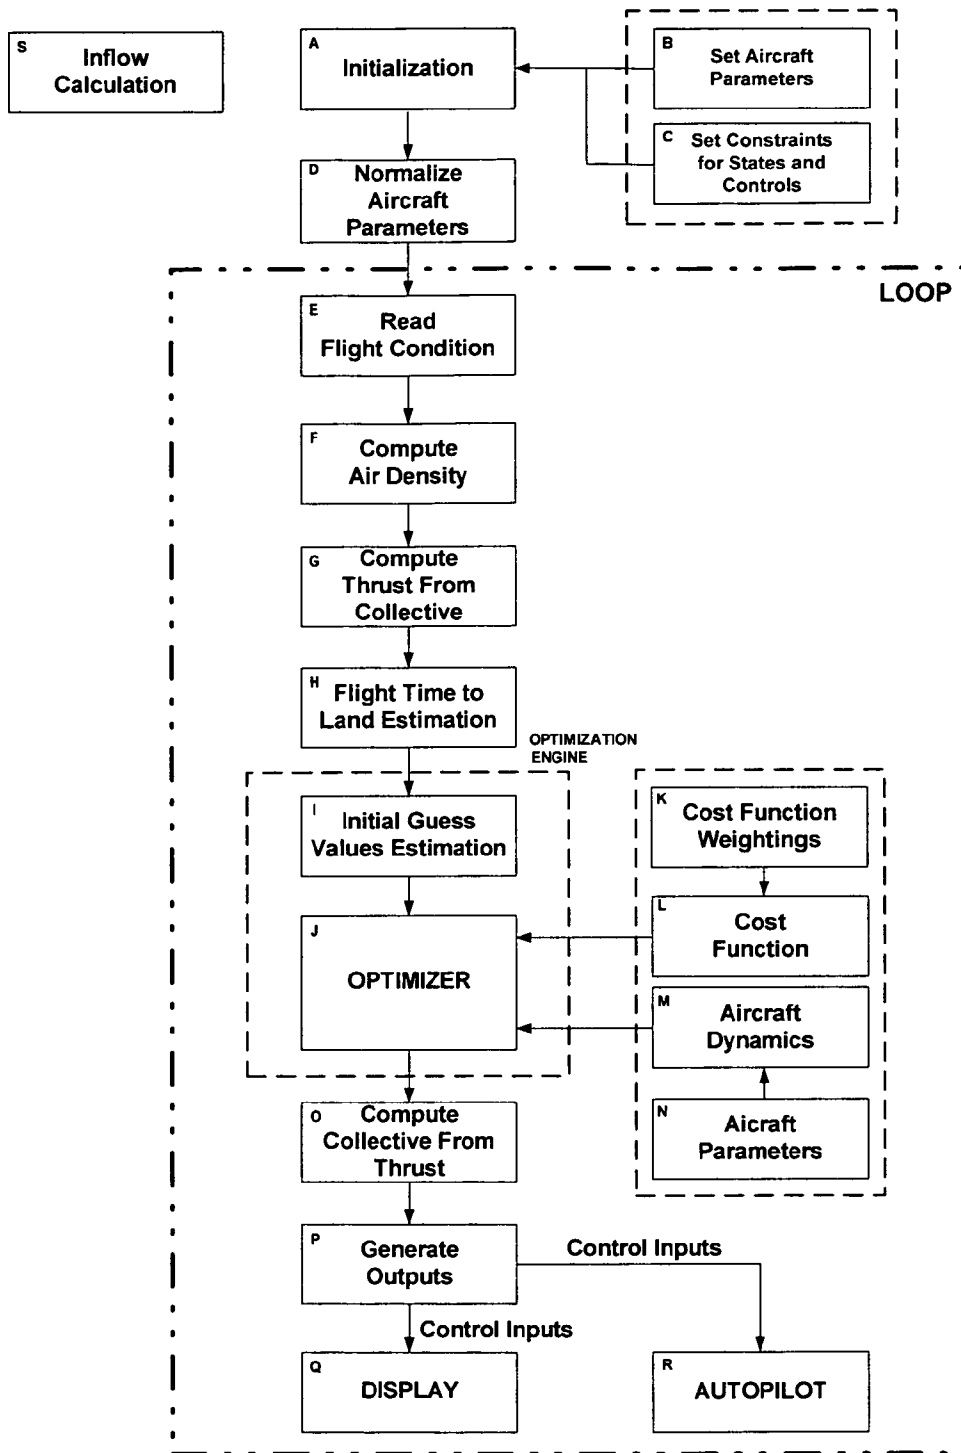 S
Inflow
Calculation
A
Initialization
B
Set Aircraft
Parameters
C
Set Constraints
for States and
Controls
D
Normalize
Aircraft
Parameters
LOOP
E
Read
Flight Condition
F
Compute
Air Density
G
Compute
Thrust From
Collective
H
Flight Time to
Land Estimation
OPTIMIZATION
ENGINE
I
Initial Guess
Values Estimation
J
OPTIMIZER
K
Cost Function
Weightings
L
Cost
Function
M
Aircraft
Dynamics
N
Aicraft
Parameters
O
Compute
Collective From
Thrust
P
Generate
Outputs
Control Inputs
Control Inputs
Q
DISPLAY
R
AUTOPILOT